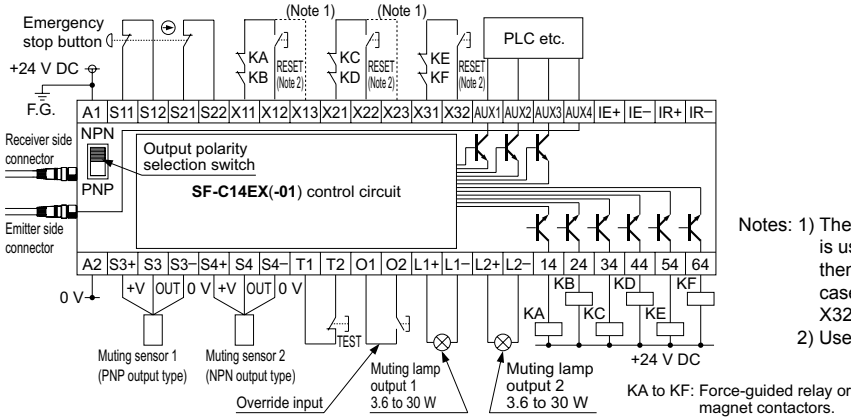 Emergency
stop button
+24 V DC
F.G.
(Note 1) (Note 1)
KA
KB
RESET
(Note 2)
KC
KD
RESET
(Note 2)
KE
KF
RESET
(Note 2)
PLC etc.
A1 S11 S12 S21 S22 X11 X12 X13 X21 X22 X23 X31 X32 AUX1 AUX2 AUX3 AUX4 IE+ IE− IR+ IR−
Receiver side
connector
NPN
PNP
Output polarity
selection switch
SF-C14EX(-01) control circuit
Emitter side
connector
A2 S3+ S3 S3− S4+ S4 S4− T1 T2 O1 O2 L1+ L1− L2+ L2− 14 24 34 44 54 64
0 V
+V OUT 0 V +V OUT 0 V
TEST
KA KB KC KD KE KF
+24 V DC
Muting sensor 1
(PNP output type)
Muting sensor 2
(NPN output type)
Override input
Muting lamp
output 1
3.6 to 30 W
Muting lamp
output 2
3.6 to 30 W
KA to KF: Force-guided relay or
magnet contactors.
Notes: 1) The
is us
then
case
X32
2) Use